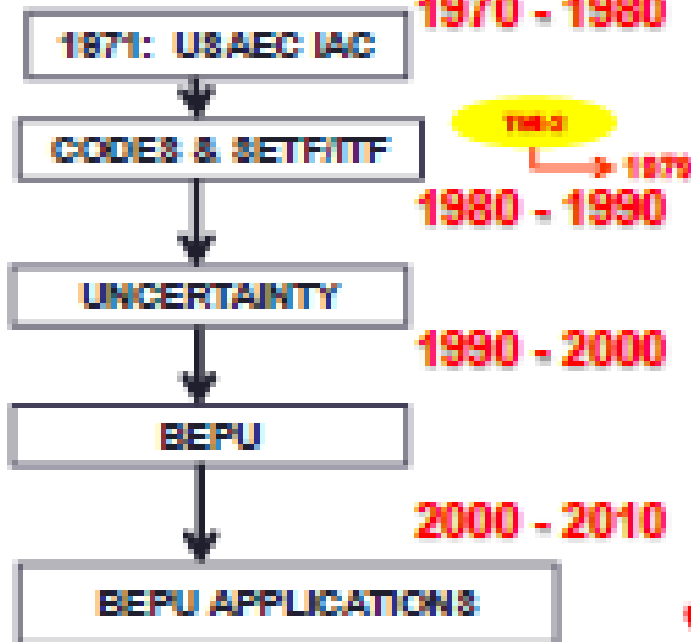 1970 - 1980
1971: USAEC IAC
CODES & SETF/ITF
TMI-2
1979
1980 - 1990
UNCERTAINTY
1990 - 2000
BEPU
2000 - 2010
BEPU APPLICATIONS